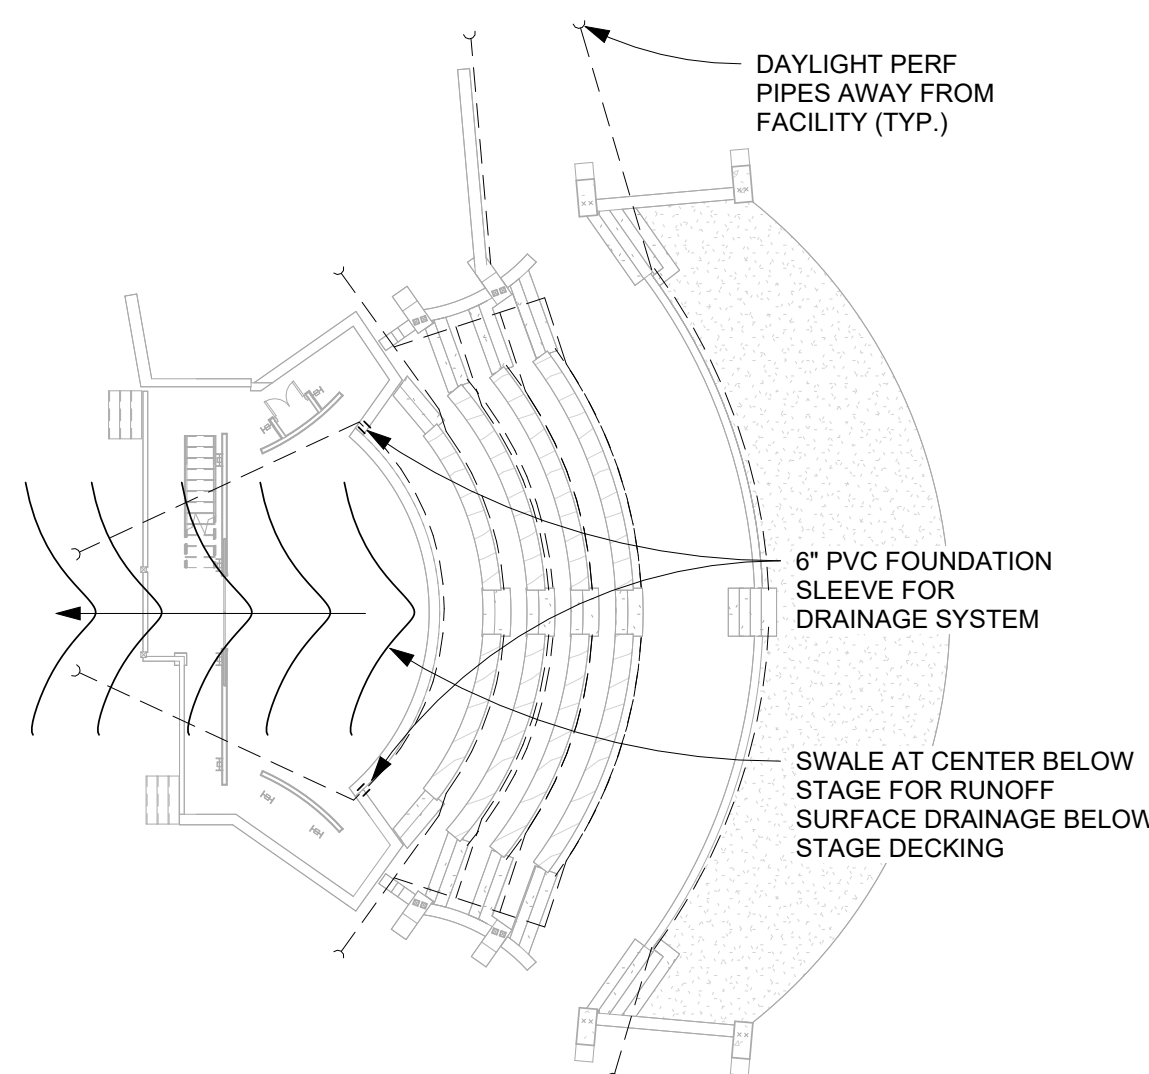 DAYLIGHT PERF
PIPES AWAY FROM
FACILITY (TYP.)
6" PVC FOUNDATION
SLEEVE FOR
DRAINAGE SYSTEM
SWALE AT CENTER BELOW
STAGE FOR RUNOFF
SURFACE DRAINAGE BELOW
STAGE DECKING